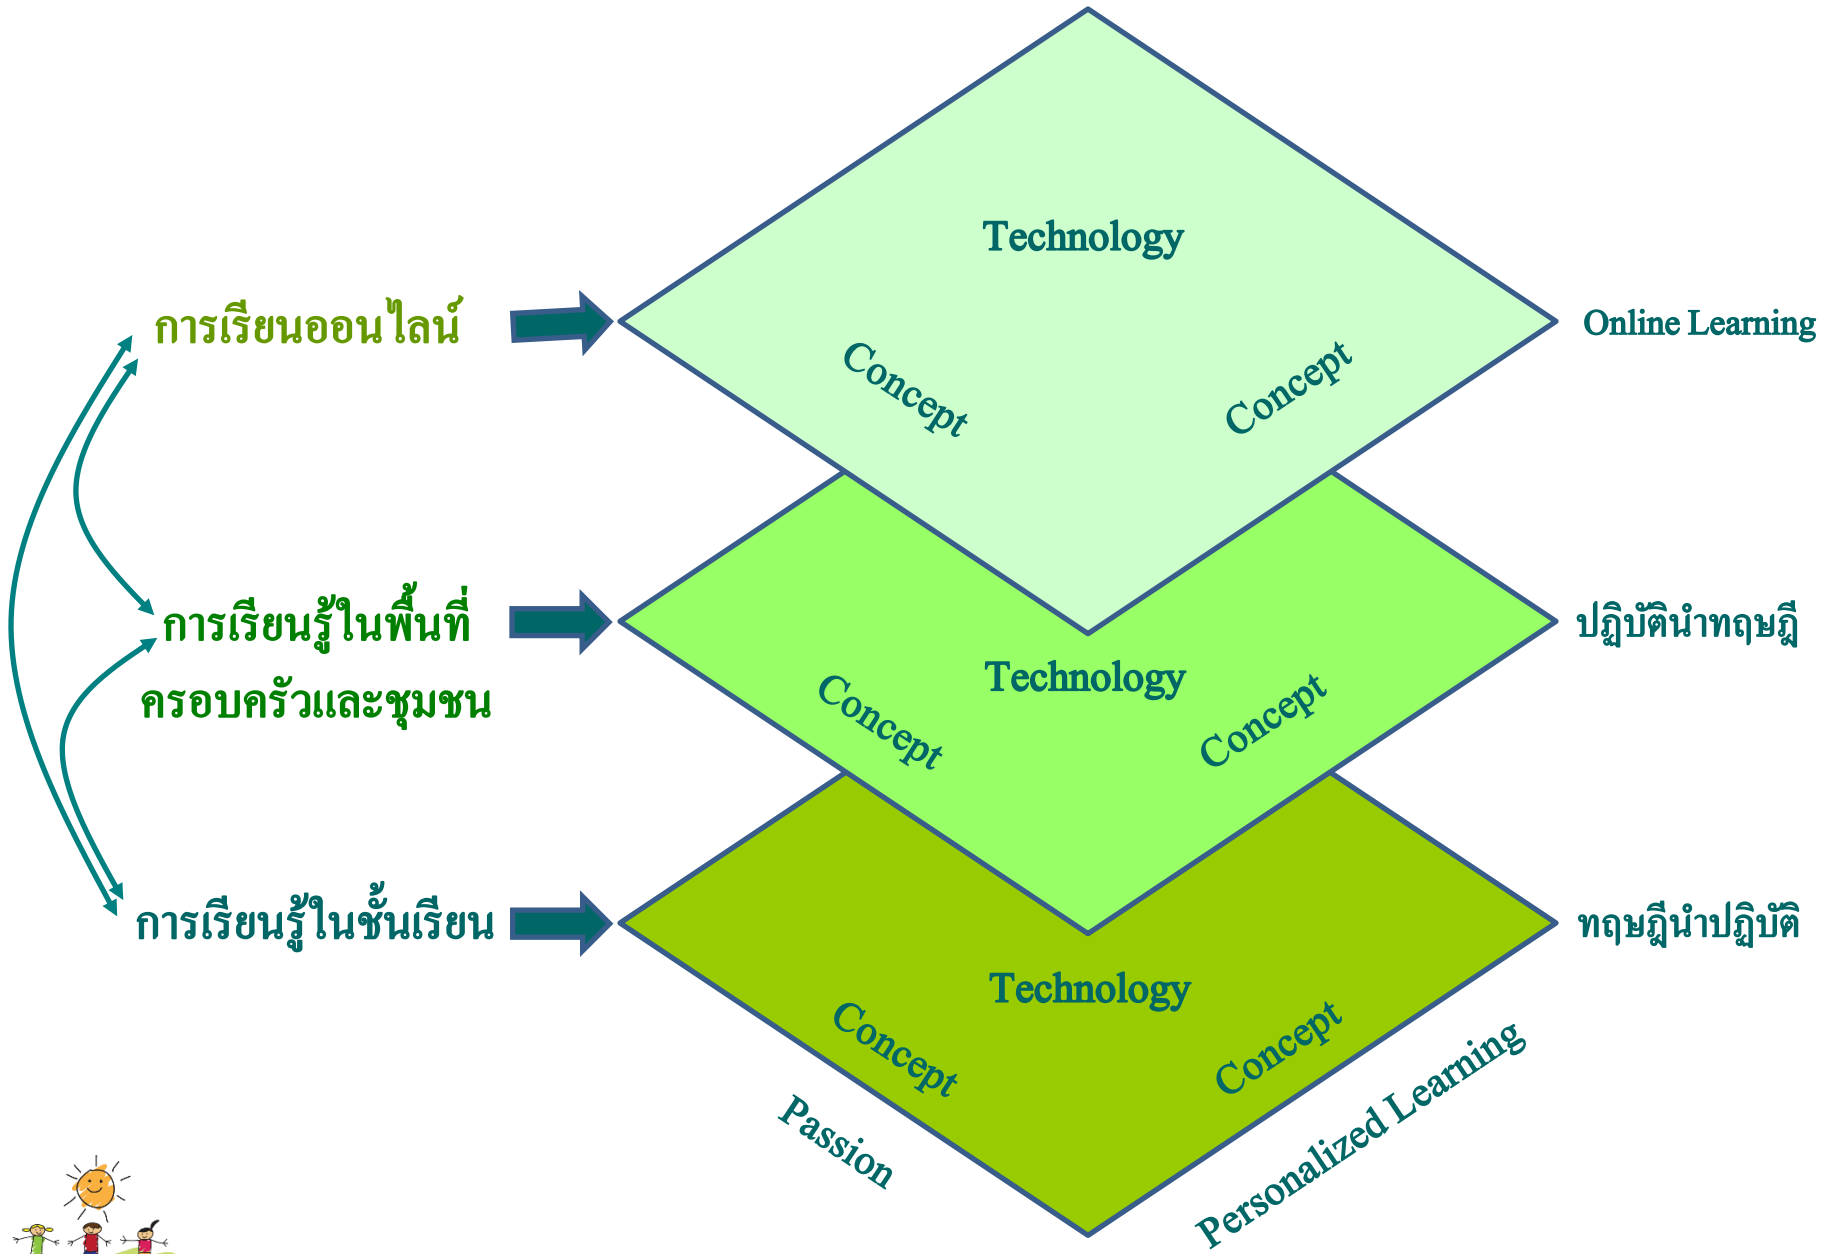 Technology
การเรียนออนไลน์
Online Learning
Concept
Concept
การเรียนรู้ในพื้นที่
ครอบครัวและชุมชน
ปฏิบัตินำทฤษฎี
Technology
Concept
Concept
การเรียนรู้ในชั้นเรียน
ทฤษฎีนำปฏิบัติ
Technology
Concept
Concept
Passion
Personalized Learning